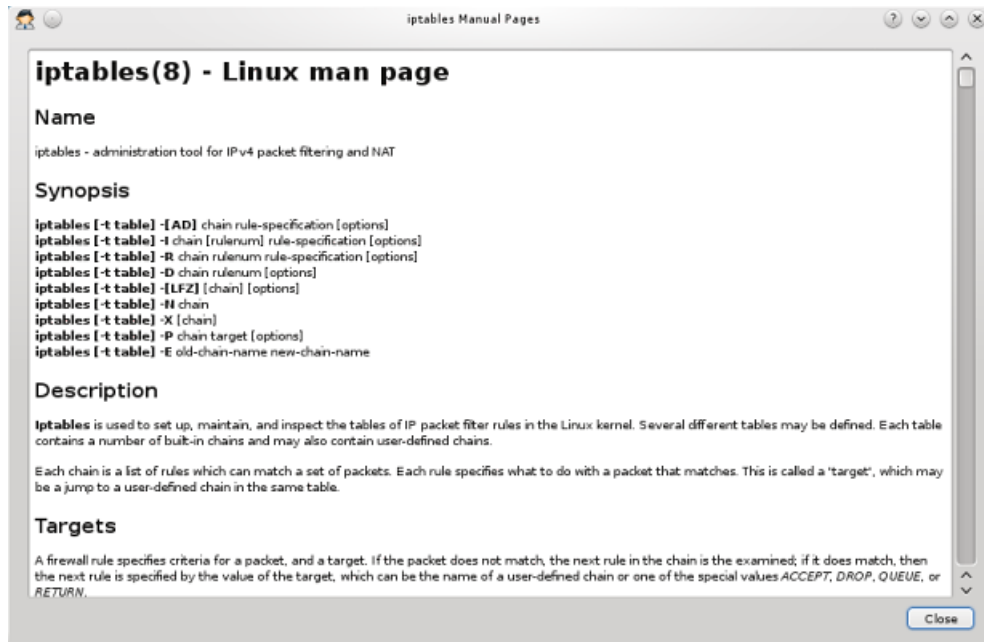 iptables Manual Pages
iptables(8) - Linux man page
Name
iptables - administration tool for IPv4 packet filtering and NAT
Synopsis
iptables [-t table] -[AD] chain rule-specification [options]
iptables [-t table] -I chain [rulenum] rule-specification [options]
iptables [-t table] -R chain rulenum rule-specification [options]
iptables [-t table] -D chain rulenum [options]
iptables [-t table] -[LFZ] [chain] [options]
iptables [-t table] -N chain
iptables [-t table] -X [chain]
iptables [-t table] -P chain target [options]
iptables [-t table] -E old-chain-name new-chain-name
Description
Iptables is used to set up, maintain, and inspect the tables of IP packet filter rules in the Linux kernel. Several different tables may be defined. Each table
contains a number of built-in chains and may also contain user-defined chains.
Each chain is a list of rules which can match a set of packets. Each rule specifies what to do with a packet that matches. This is called a 'target', which may
be a jump to a user-defined chain in the same table.
Targets
A firewall rule specifies criteria for a packet, and a target. If the packet does not match, the next rule in the chain is the examined; if it does match, then
the next rule is specified by the value of the target, which can be the name of a user-defined chain or one of the special values ACCEPT, DROP, QUEUE, or
RETURN.
Close